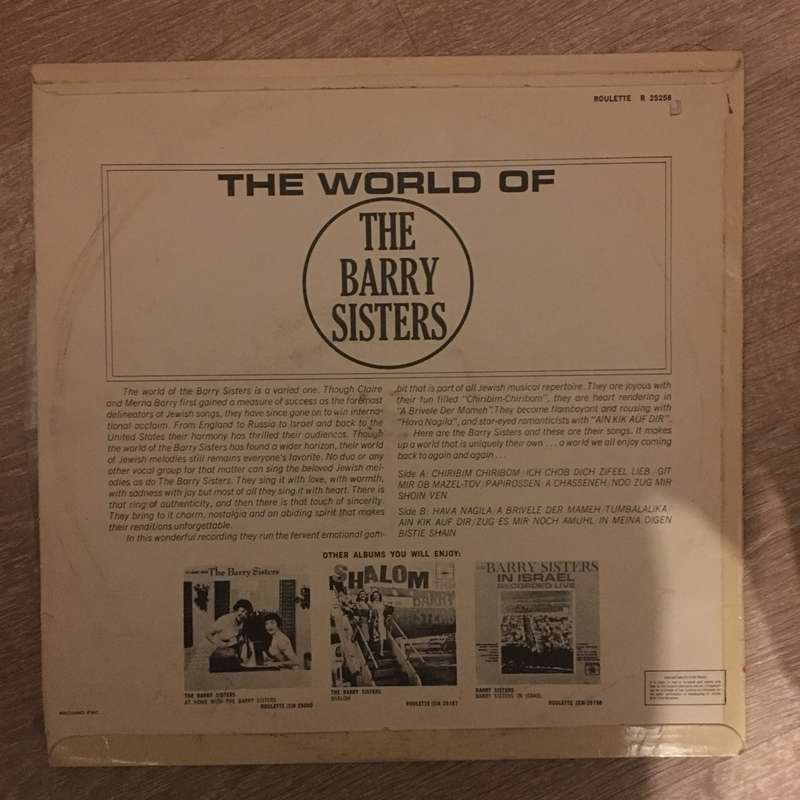 ROULETTE R 25258
THE WORLD OF
THE
BARRY
SISTERS
The world of the Barry Sisters is a varied one. Though Claire
and Merna Barry first gained a measure of success as the foremost
delineators of Jewish songs, they have since gone on to win interna-
tional acclaim. From England to Russia to Israel and back to the
United States their harmony has thrilled their audiences. Though
the world of the Barry Sisters has found a wider horizon, their world
of Jewish melodies still remains everyone's favorite. No duo or any
other vocal group for that matter can sing the beloved Jewish mel-
odies as do The Barry Sisters. They sing it with love, with warmth,
with sadness with joy but most of all they sing it with heart. There is
that ring of authenticity, and then there is that touch of sincerity.
They bring to it charm, nostalgia and an abiding spirit that makes
their renditions unforgettable.
In this wonderful recording they run the fervent emotional gam-
bit that is part of all Jewish musical repertoire. They are joyous with
their fun filled "Chiribim-Chiribom", they are heart rendering in
"A Brivele Der Mameh". They become flamboyant and rousing with
"Hava Nagila", and star-eyed romanticists with "AIN KIK AUF DIR".
Here are the Barry Sisters and these are their songs. It makes
up a world that is uniquely their own . . . a world we all enjoy coming
back to again and again . . .
Side A: CHIRIBIM CHIRIBOM/ICH CHOB DICH ZIFEEL LIEB/GIT
MIR OB MAZEL-TOV/PAPIROSSEN/A CHASSENEH/NOO ZUG MIR
SHOIN VEN
Side B: HAVA NAGILA/A BRIVELE DER MAMEH/TUMBALALIKA/
AIN KIK AUF DIR/ZUG ES MIR NOCH AMUHL/IN MEINA DIGEN
BISTIE SHAIN
OTHER ALBUMS YOU WILL ENJOY:
The Barry Sisters
SHALOM
BARRY
SISTERS
BARRY SISTERS
IN ISRAEL
RECORDED LIVE
THE BARRY SISTERS
AT HOME WITH THE BARRY SISTERS
ROULETTE
THE BARRY SISTERS
SHALOM
ROULETTE
BARRY SISTERS
BARRY SISTERS IN ISRAEL
ROULETTE